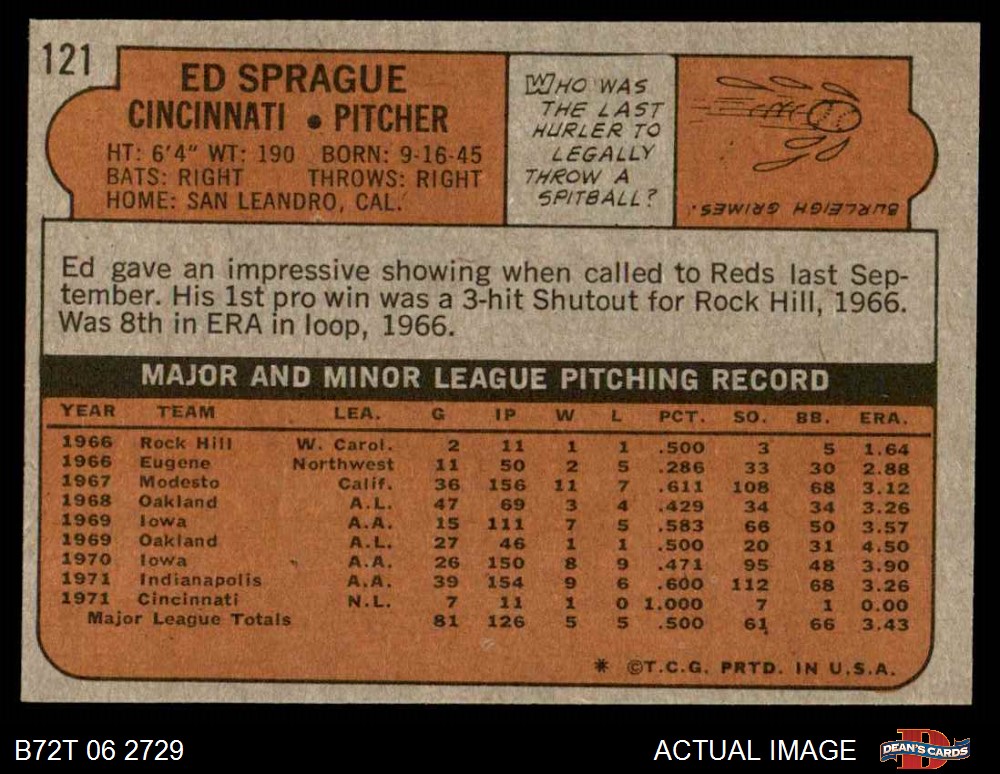 121
ED SPRAGUE
CINCINNATI • PITCHER
HT: 6'4" WT: 190 BORN: 9-16-45
BATS: RIGHT THROWS: RIGHT
HOME: SAN LEANDRO, CAL.
WHO WAS
THE LAST
HURLER TO
LEGALLY
THROW A
SPITBALL?
BURLEIGH GRIMES.
Ed gave an impressive showing when called to Reds last Sep-
tember. His 1st pro win was a 3-hit Shutout for Rock Hill, 1966.
Was 8th in ERA in loop, 1966.
MAJOR AND MINOR LEAGUE PITCHING RECORD
YEAR TEAM LEA. G IP W L PCT. SO. BB. ERA.
1966 Rock Hill W. Carol. 2 11 1 1 .500 3 5 1.64
1966 Eugene Northwest 11 50 2 5 .286 33 30 2.88
1967 Modesto Calif. 36 156 11 7 .611 108 68 3.12
1968 Oakland A.L. 47 69 3 4 .429 34 34 3.26
1969 Iowa A.A. 15 111 7 5 .583 66 50 3.57
1969 Oakland A.L. 27 46 1 1 .500 20 31 4.50
1970 Iowa A.A. 26 150 8 9 .471 95 48 3.90
1971 Indianapolis A.A. 39 154 9 6 .600 112 68 3.26
1971 Cincinnati N.L. 7 11 1 0 1.000 7 1 0.00
Major League Totals 81 126 5 5 .500 61 66 3.43
* ©T.C.G. PRTD. IN U.S.A.
B72T 06 2729
ACTUAL IMAGE
DEAN'S CARDS